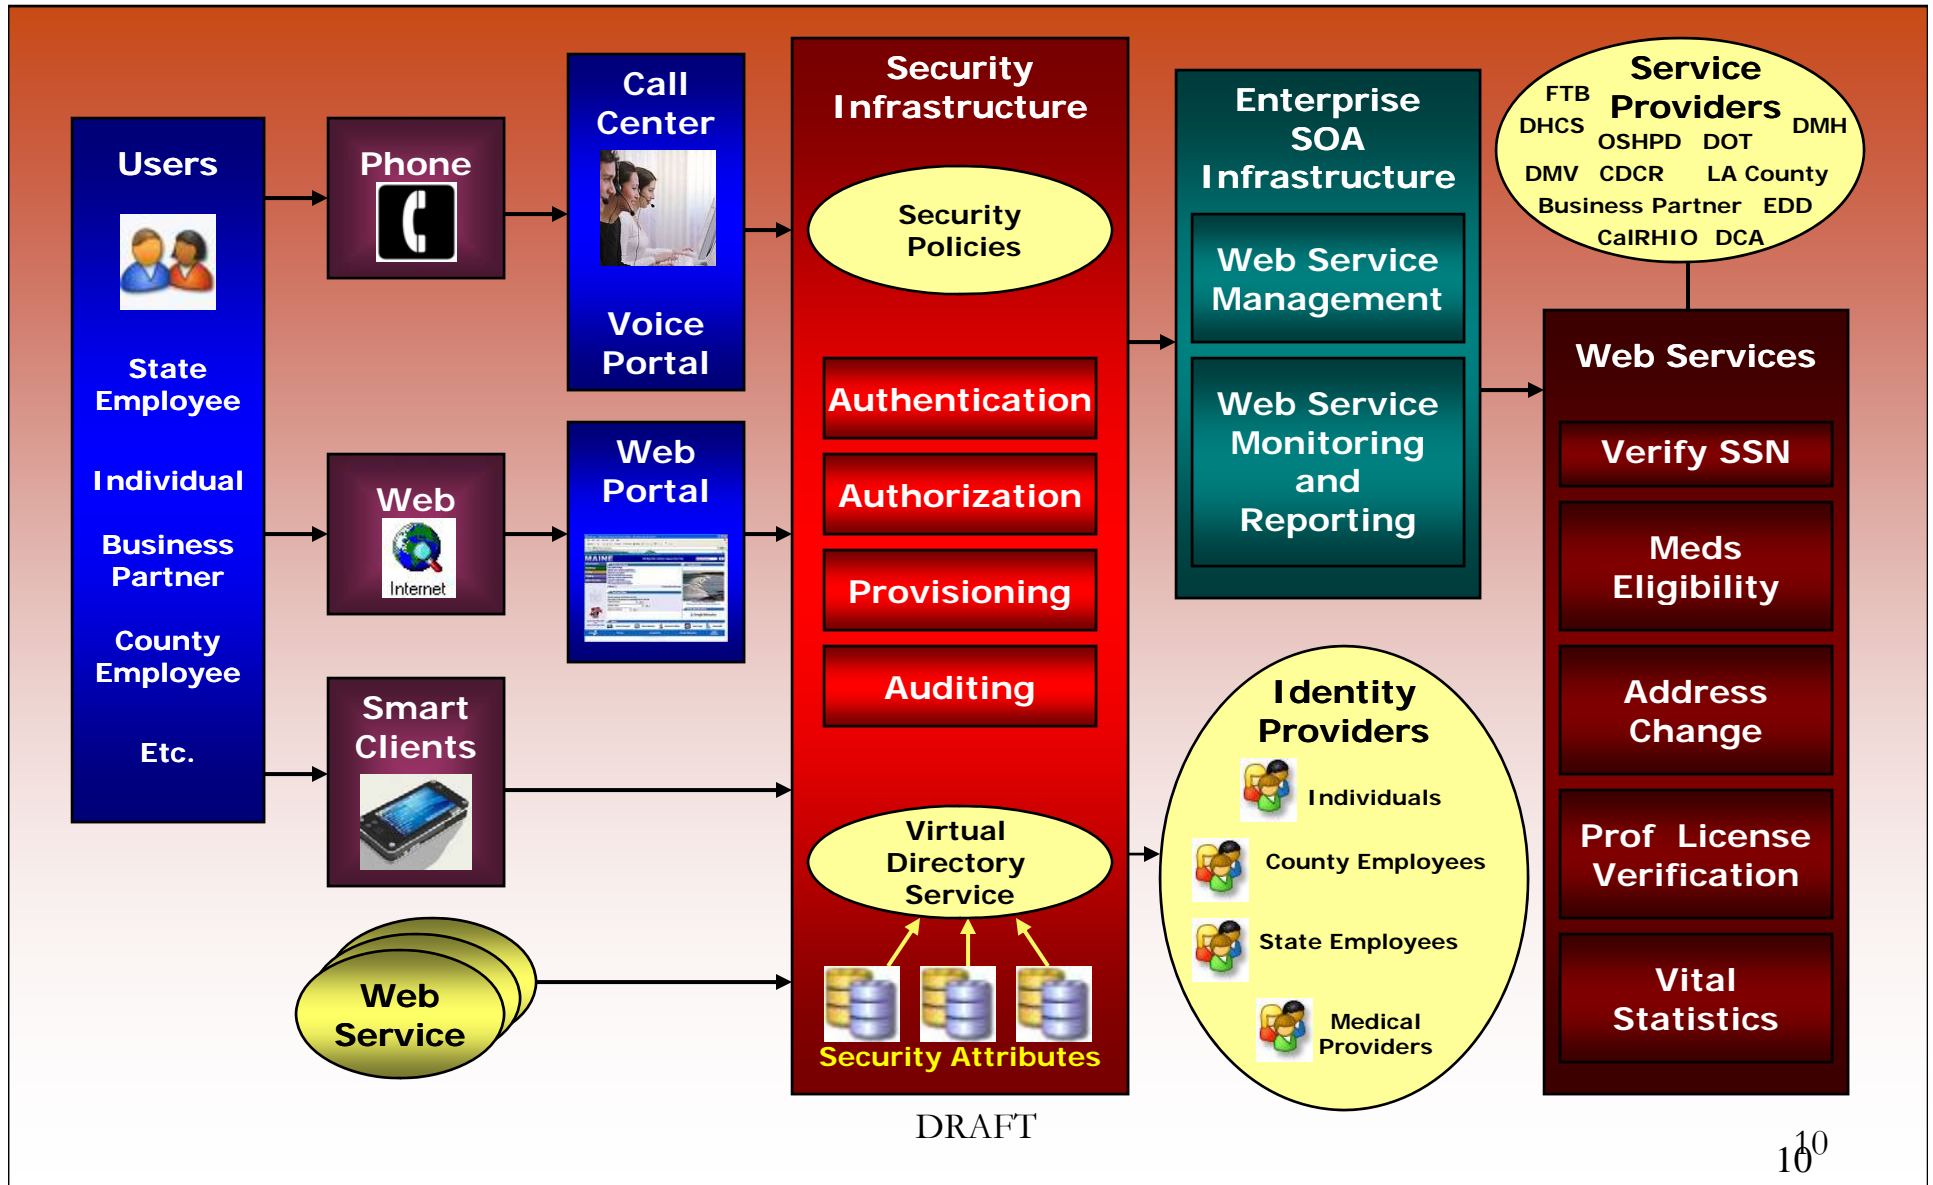 Users
State
Employee
Individual
Business
Partner
County
Employee
Etc.
Phone
Web
Internet
Smart
Clients
Web
Service
Call
Center
Voice
Portal
Web
Portal
MAINE
Security
Infrastructure
Security
Policies
Authentication
Authorization
Provisioning
Auditing
Virtual
Directory
Service
Security Attributes
Enterprise
SOA
Infrastructure
Web Service
Management
Web Service
Monitoring
and
Reporting
Identity
Providers
Individuals
County Employees
State Employees
Medical
Providers
Service
Providers
FTB
DHCS
DMH
OSHPD DOT
DMV CDCR LA County
Business Partner EDD
CalRHIO DCA
Web Services
Verify SSN
Meds
Eligibility
Address
Change
Prof License
Verification
Vital
Statistics
DRAFT
10
10